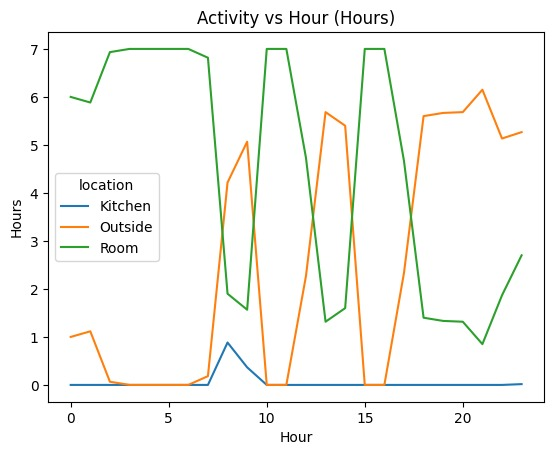 Activity vs Hour (Hours)
Hours
7
6
5
4
3
2
1
0
location
Kitchen
Outside
Room
0 5 10 15 20
Hour